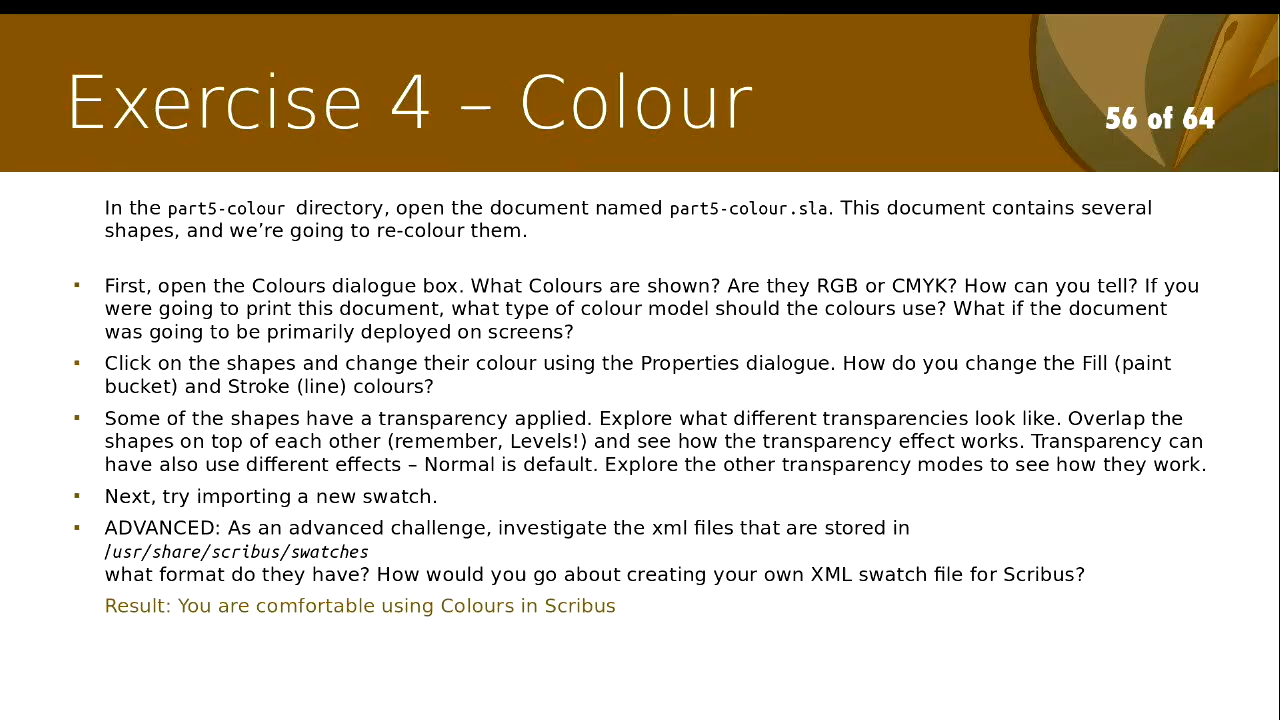 Exercise 4 – Colour
56 of 64
In the part5-colour directory, open the document named part5-colour.sla. This document contains several
shapes, and we’re going to re-colour them.
▪ First, open the Colours dialogue box. What Colours are shown? Are they RGB or CMYK? How can you tell? If you
were going to print this document, what type of colour model should the colours use? What if the document
was going to be primarily deployed on screens?
▪ Click on the shapes and change their colour using the Properties dialogue. How do you change the Fill (paint
bucket) and Stroke (line) colours?
▪ Some of the shapes have a transparency applied. Explore what different transparencies look like. Overlap the
shapes on top of each other (remember, Levels!) and see how the transparency effect works. Transparency can
have also use different effects – Normal is default. Explore the other transparency modes to see how they work.
▪ Next, try importing a new swatch.
▪ ADVANCED: As an advanced challenge, investigate the xml files that are stored in
/usr/share/scribus/swatches
what format do they have? How would you go about creating your own XML swatch file for Scribus?
Result: You are comfortable using Colours in Scribus